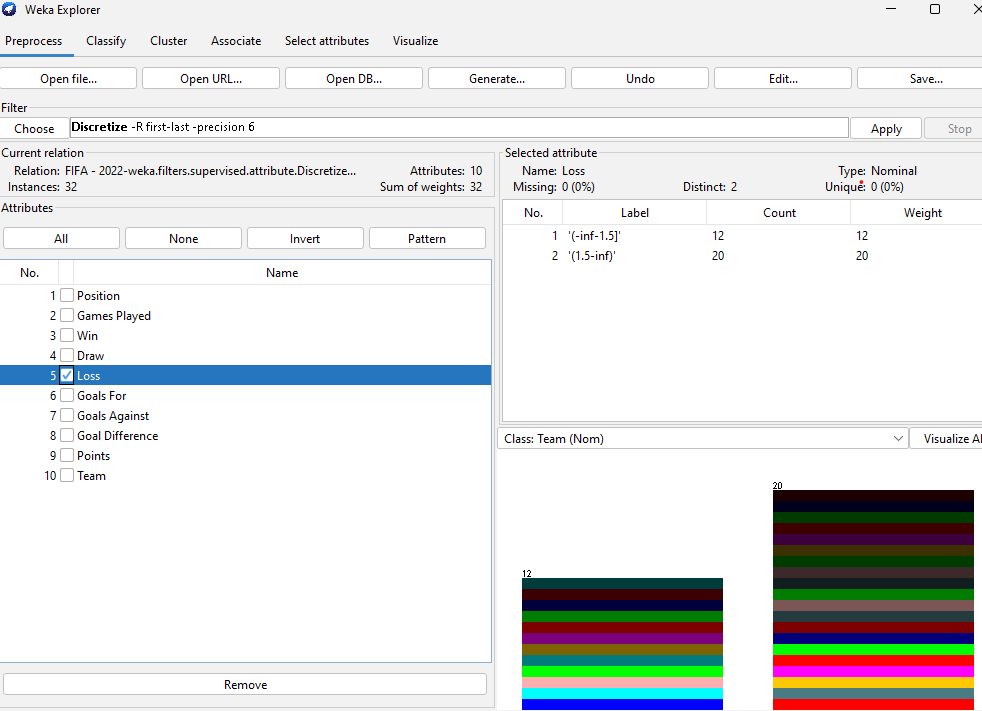 Weka Explorer
Preprocess Classify Cluster Associate Select attributes Visualize
Open file... Open URL... Open DB... Generate... Undo Edit... Save...
Filter
Choose Discretize -R first-last -precision 6 Apply Stop
Current relation
Relation: FIFA - 2022-weka.filters.supervised.attribute.Discretize... Attributes: 10
Instances: 32 Sum of weights: 32
Attributes
All None Invert Pattern
No. Name
1 Position
2 Games Played
3 Win
4 Draw
5 Loss
6 Goals For
7 Goals Against
8 Goal Difference
9 Points
10 Team
Remove
Selected attribute
Name: Loss Type: Nominal
Missing: 0 (0%) Distinct: 2 Unique: 0 (0%)
No. Label Count Weight
1 '(-inf-1.5]' 12 12
2 '(1.5-inf)' 20 20
Class: Team (Nom) Visualize Al
12
20